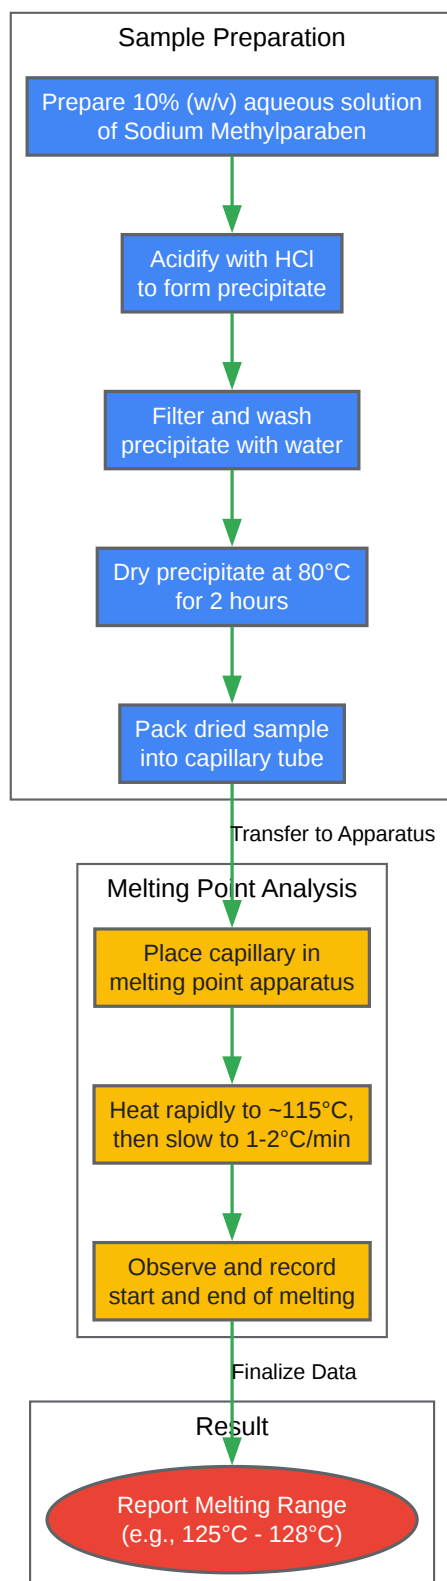 Sample Preparation
Prepare 10% (w/v) aqueous solution
of Sodium Methylparaben
Acidify with HCl
to form precipitate
Filter and wash
precipitate with water
Dry precipitate at 80°C
for 2 hours
Pack dried sample
into capillary tube
Transfer to Apparatus
Melting Point Analysis
Place capillary in
melting point apparatus
Heat rapidly to ~115°C,
then slow to 1-2°C/min
Observe and record
start and end of melting
Finalize Data
Result
Report Melting Range
(e.g., 125°C - 128°C)